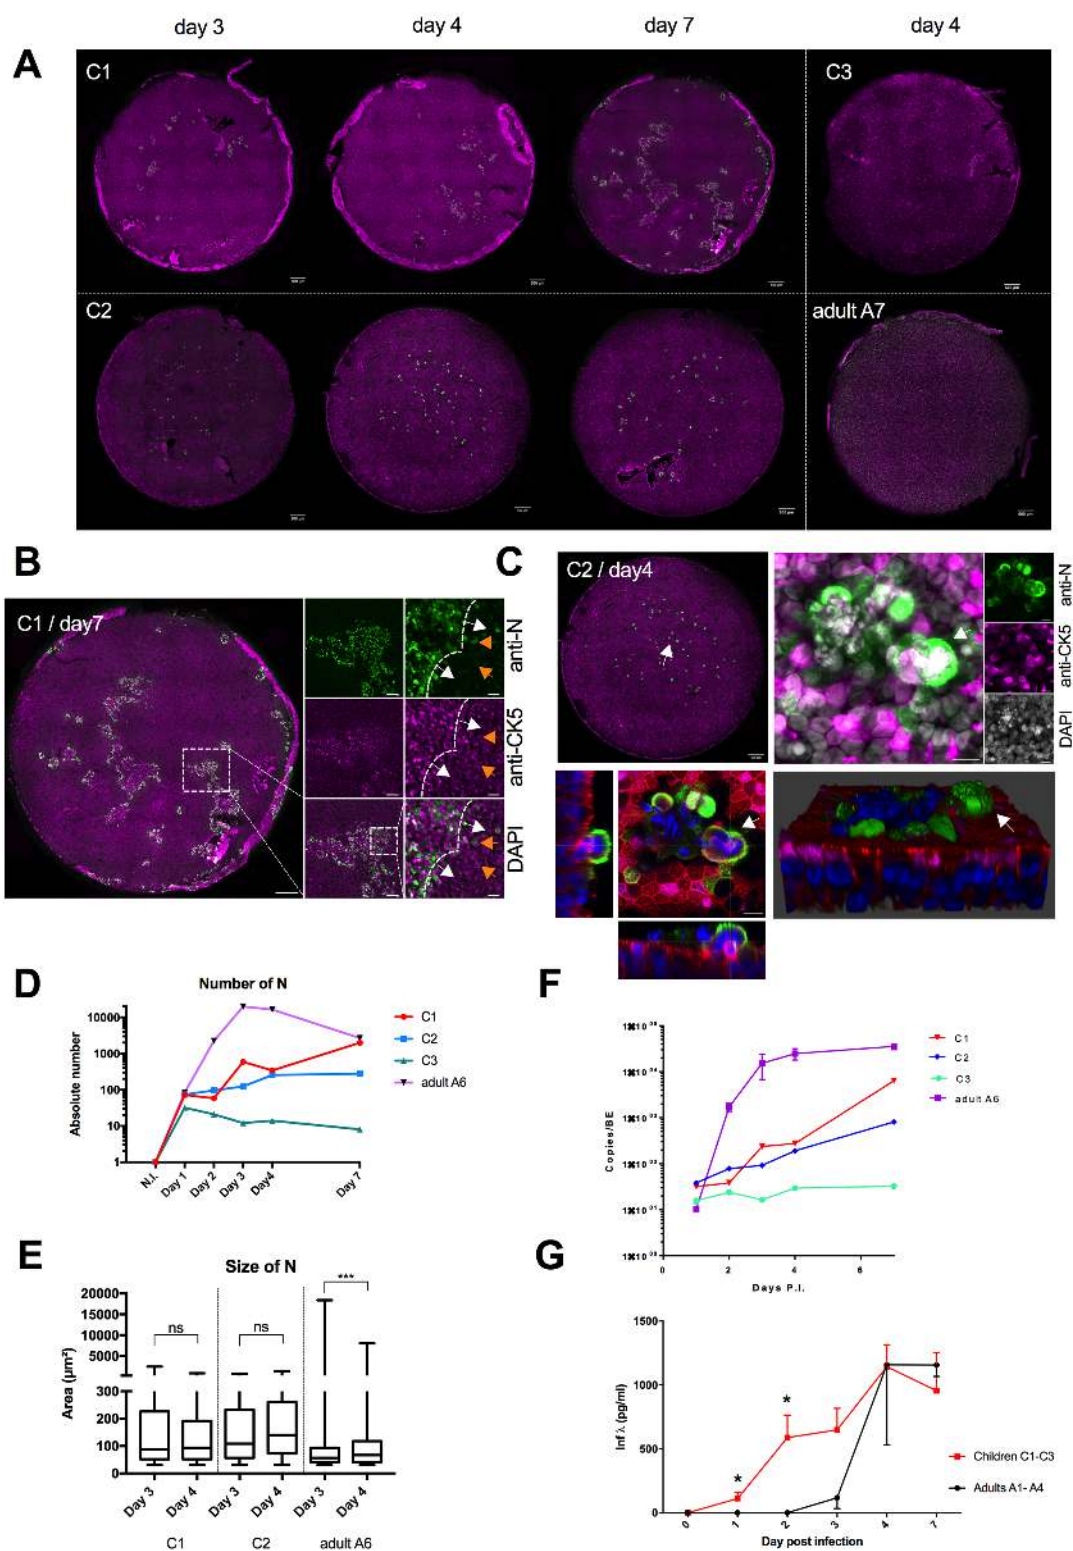 day 3 day 4 day 7 day 4
A
C1 C3
C2 adult A7
B
C1 / day7
anti-N
anti-CK5
DAPI
C
C2 / day4
anti-N
anti-CK5
DAPI
D
Number of N
Absolute number
10000
1000
100
10
1
N.I. Day 1 Day 2 Day 3 Day4 Day 7
C1
C2
C3
adult A6
E
Size of N
Area (µm²)
20000
15000
10000
5000
300
200
100
0
ns ns ***
Day 3 Day 4 Day 3 Day 4 Day 3 Day 4
C1 C2 adult A6
F
Copies/BE
0 2 4 6
Days P.I.
C1
C2
C3
adult A6
G
Inf λ (pg/ml)
1500
1000
500
0
* *
0 1 2 3 4 7
Day post infection
Children C1-C3
Adults A1- A4